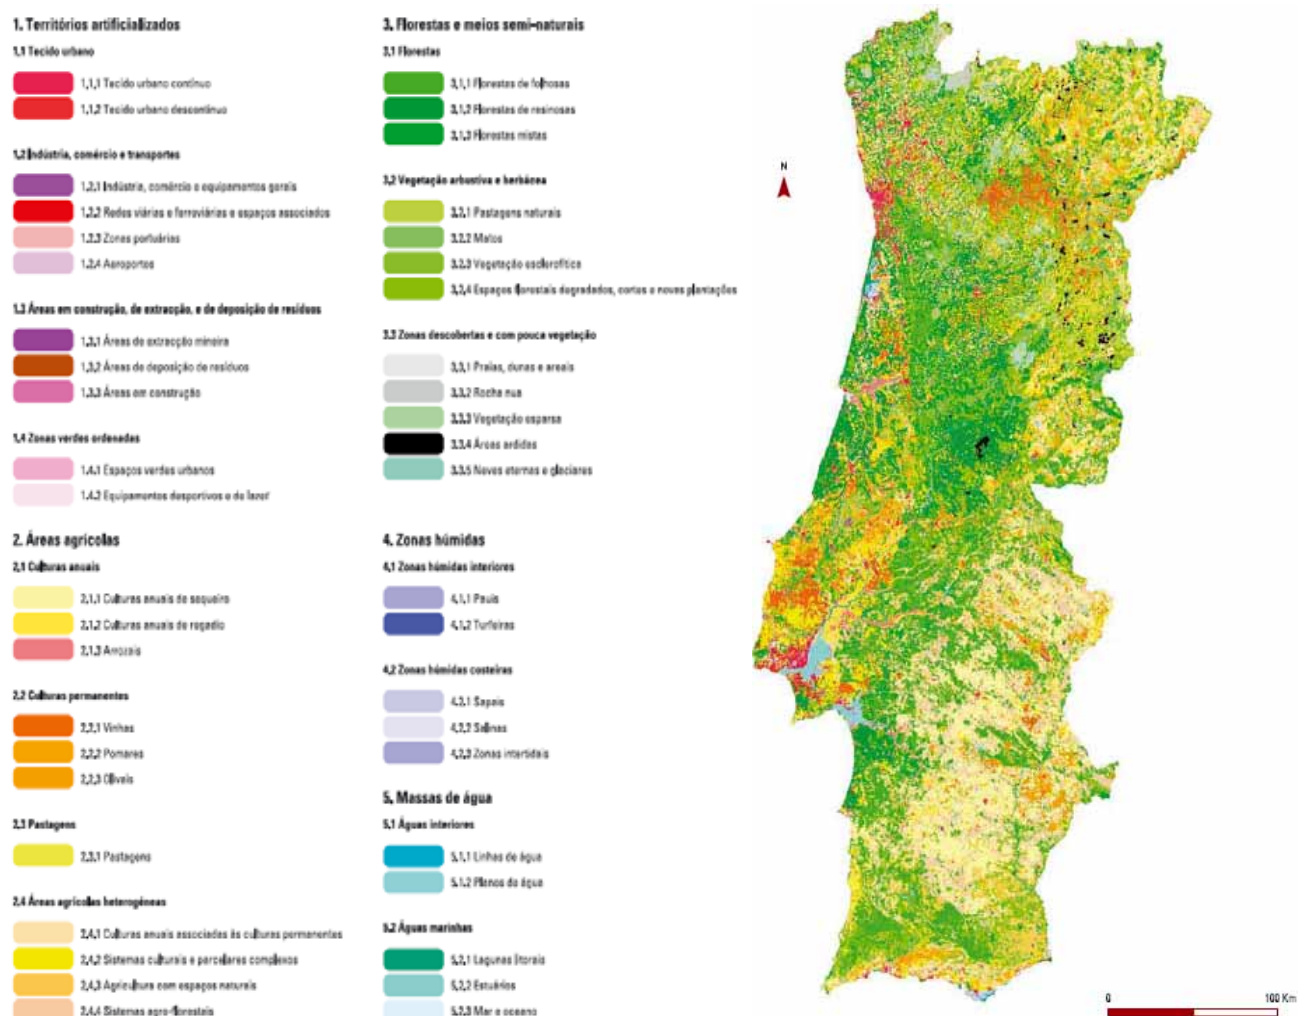 1. Territórios artificializados
1.1 Tecido urbano
1.1.1 Tecido urbano contínuo
1.1.2 Tecido urbano descontínuo
1.2 Indústria, comércio e transportes
1.2.1 Indústria, comércio e equipamentos gerais
1.2.2 Redes viárias e ferroviárias e espaços associados
1.2.3 Zonas portuárias
1.2.4 Aeroportos
1.3 Áreas em construção, de extracção, e de deposição de resíduos
1.3.1 Áreas de extracção mineira
1.3.2 Áreas de deposição de resíduos
1.3.3 Áreas em construção
1.4 Zonas verdes ordenadas
1.4.1 Espaços verdes urbanos
1.4.2 Equipamentos desportivos e de lazer
2. Áreas agrícolas
2.1 Culturas anuais
2.1.1 Culturas anuais de sequeiro
2.1.2 Culturas anuais de regadio
2.1.3 Arrozais
2.2 Culturas permanentes
2.2.1 Vinhas
2.2.2 Pomares
2.2.3 Olivais
2.3 Pastagens
2.3.1 Pastagens
2.4 Áreas agrícolas heterogéneas
2.4.1 Culturas anuais associadas às culturas permanentes
2.4.2 Sistemas culturais e parcelares complexos
2.4.3 Agricultura com espaços naturais
2.4.4 Sistemas agro-florestais
3. Florestas e meios semi-naturais
3.1 Florestas
3.1.1 Florestas de folhosas
3.1.2 Florestas de resinosas
3.1.3 Florestas mistas
3.2 Vegetação arbustiva e herbácea
3.2.1 Pastagens naturais
3.2.2 Matos
3.2.3 Vegetação esclerofítica
3.2.4 Espaços florestais degradados, cortes e novas plantações
3.3 Zonas descobertas e com pouca vegetação
3.3.1 Praias, dunas e areais
3.3.2 Rocha nua
3.3.3 Vegetação esparsa
3.3.4 Áreas ardidas
3.3.5 Neves eternas e glaciares
4. Zonas húmidas
4.1 Zonas húmidas interiores
4.1.1 Pauis
4.1.2 Turfeiras
4.2 Zonas húmidas costeiras
4.2.1 Sapais
4.2.2 Salinas
4.2.3 Zonas intertidais
5. Massas de água
5.1 Águas interiores
5.1.1 Linhas de água
5.1.2 Planos de água
5.2 Águas marinhas
5.2.1 Lagunas litorais
5.2.2 Estuários
5.2.3 Mar e oceano
N
0 100 Km